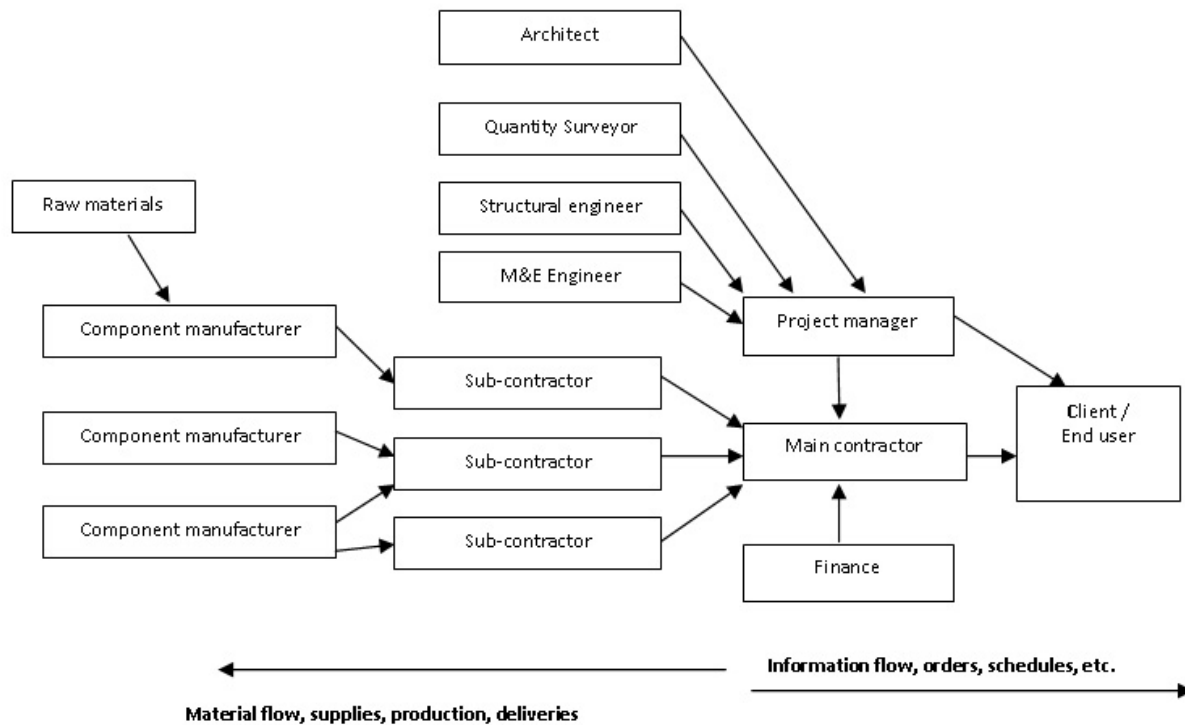 Architect
Quantity Surveyor
Raw materials
Structural engineer
M&E Engineer
Component manufacturer
Project manager
Sub-contractor
Client /
End user
Component manufacturer
Main contractor
Sub-contractor
Component manufacturer
Sub-contractor
Finance
Information flow, orders, schedules, etc.
Material flow, supplies, production, deliveries